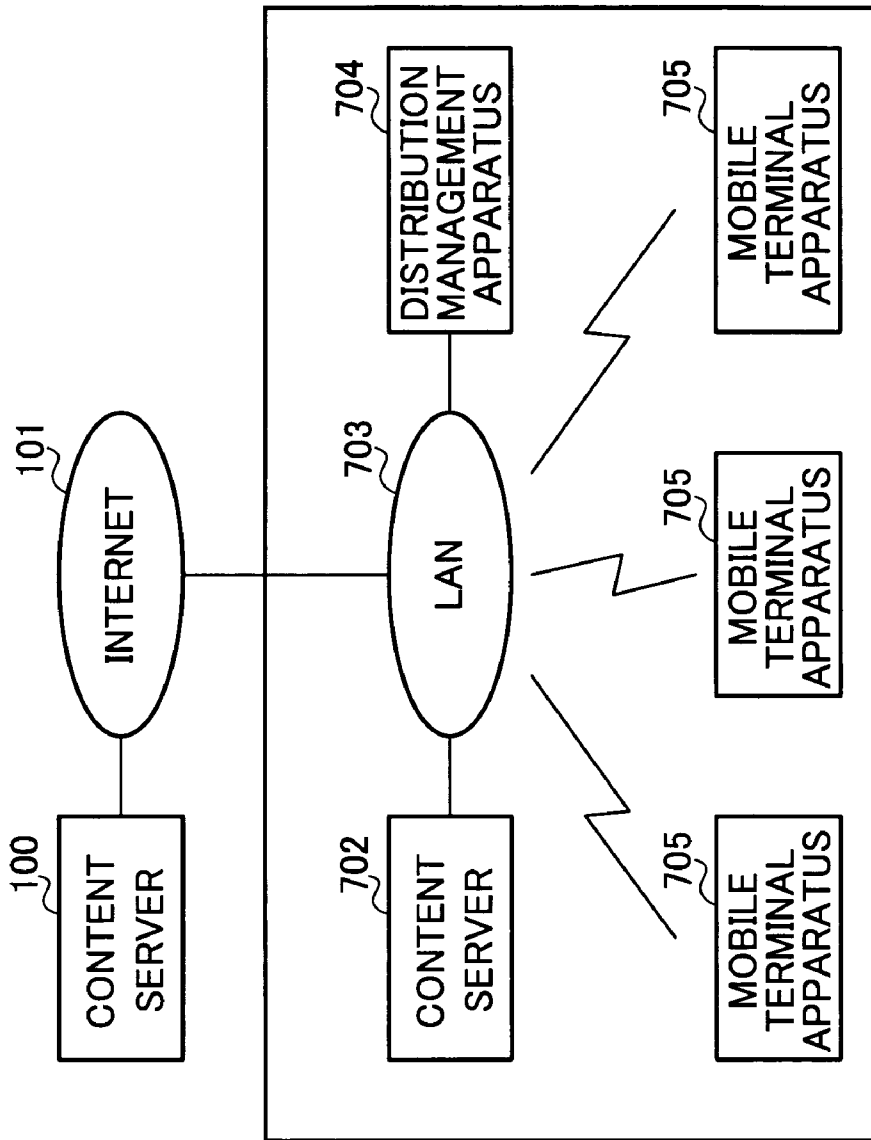 100
CONTENT
SERVER
101
INTERNET
702
CONTENT
SERVER
703
LAN
704
DISTRIBUTION
MANAGEMENT
APPARATUS
705
MOBILE
TERMINAL
APPARATUS
705
MOBILE
TERMINAL
APPARATUS
705
MOBILE
TERMINAL
APPARATUS